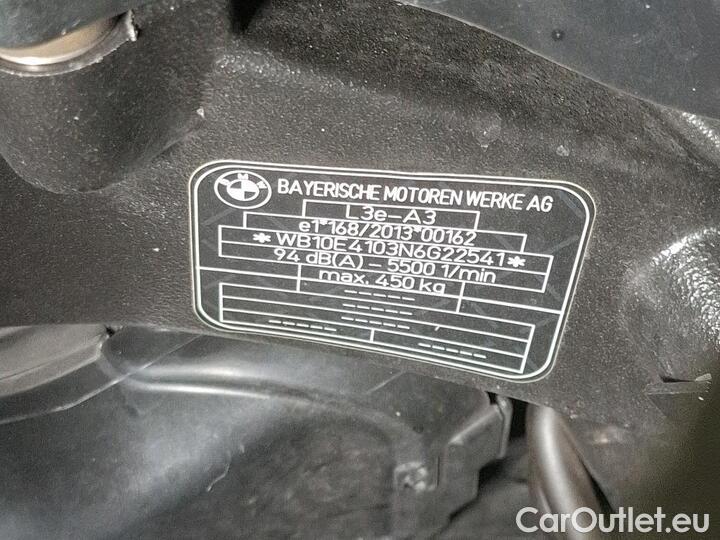 BMW
BAYERISCHE MOTOREN WERKE AG
L3e-A3
e1*168/2013*00162
*WB10E4103N6G22541*
94 dB(A) - 5500 1/min
max. 450 kg
-----
-----
----- -----
CarOutlet.eu